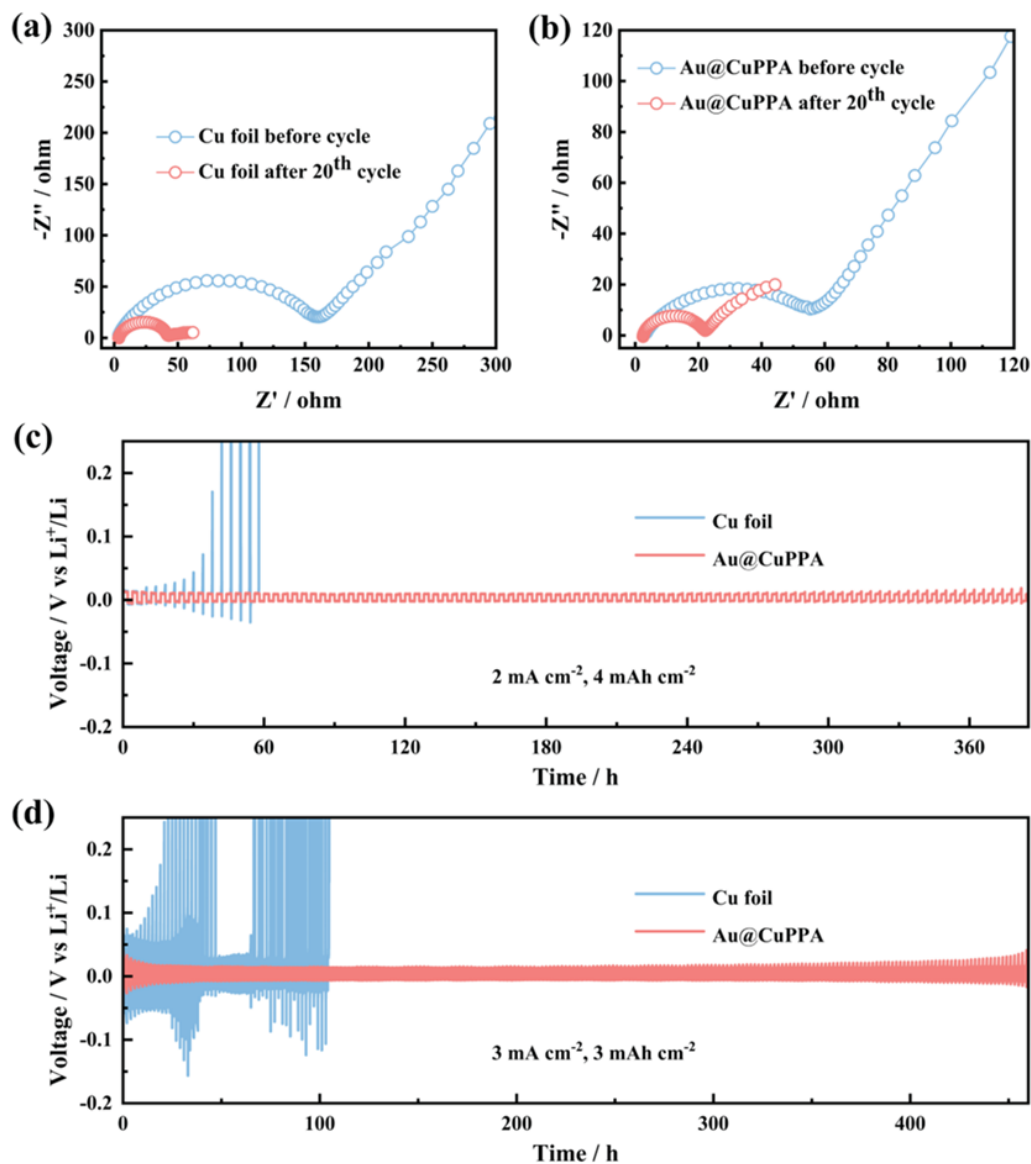 (a)
300
250
200
150
100
50
0
-Z'' / ohm
Cu foil before cycle
Cu foil after 20th cycle
0 50 100 150 200 250 300
Z' / ohm
(b)
120
100
80
60
40
20
0
-Z'' / ohm
Au@CuPPA before cycle
Au@CuPPA after 20th cycle
0 20 40 60 80 100 120
Z' / ohm
(c)
0.2
0.1
0.0
-0.1
-0.2
Voltage / V vs Li+/Li
Cu foil
Au@CuPPA
2 mA cm-2, 4 mAh cm-2
0 60 120 180 240 300 360
Time / h
(d)
0.2
0.1
0.0
-0.1
-0.2
Voltage / V vs Li+/Li
Cu foil
Au@CuPPA
3 mA cm-2, 3 mAh cm-2
0 100 200 300 400
Time / h